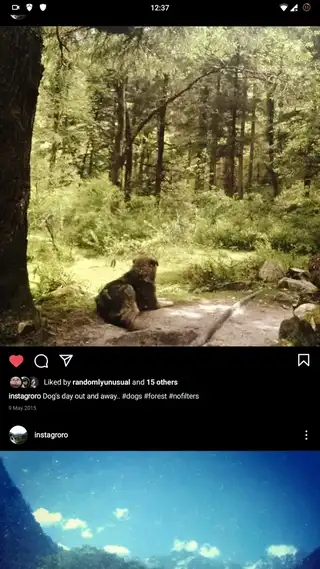 12:37
Liked by randomlyunusual and 15 others
instagroro Dog's day out and away.. #dogs #forest #nofilters
9 May 2015
instagroro